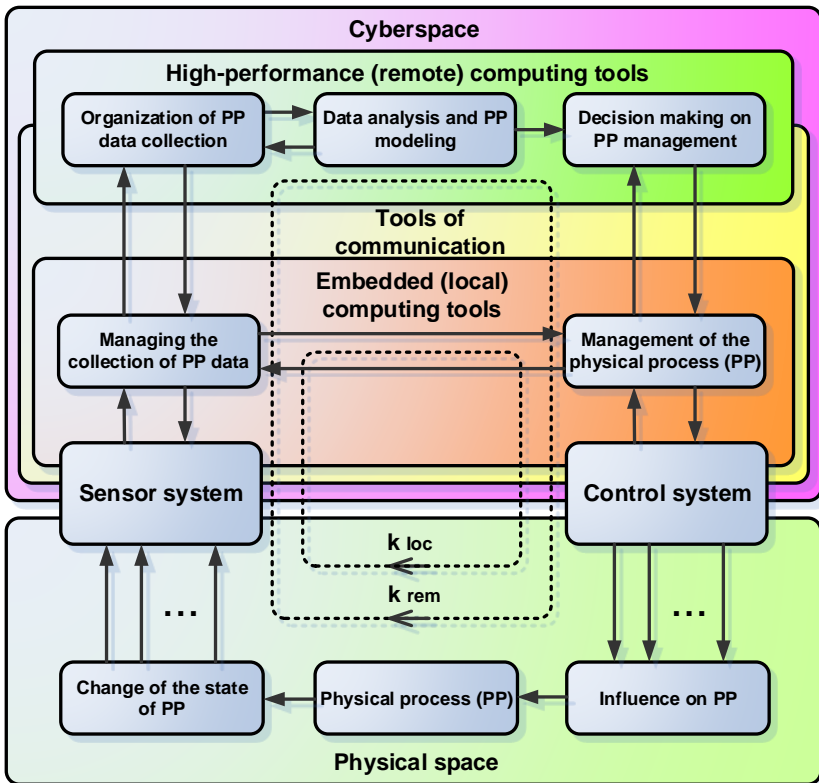 Cyberspace
High-performance (remote) computing tools
Organization of PP
data collection
Data analysis and PP
modeling
Decision making on
PP management
Tools of
communication
Embedded (local)
computing tools
Managing the
collection of PP data
Management of the
physical process (PP)
Sensor system
Control system
k loc
k rem
...
...
Change of the state
of PP
Physical process (PP)
Influence on PP
Physical space